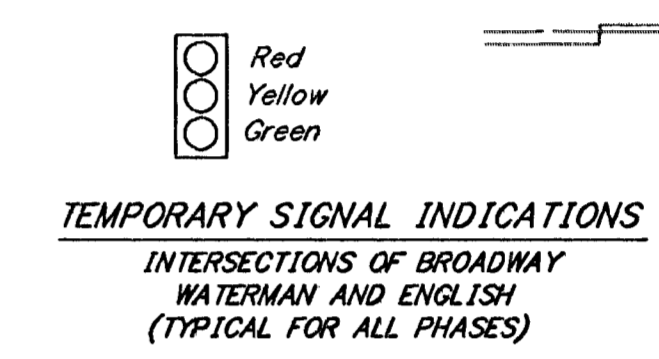 Red
Yellow
Green
TEMPORARY SIGNAL INDICATIONS
INTERSECTIONS OF BROADWAY
WATERMAN AND ENGLISH
(TYPICAL FOR ALL PHASES)